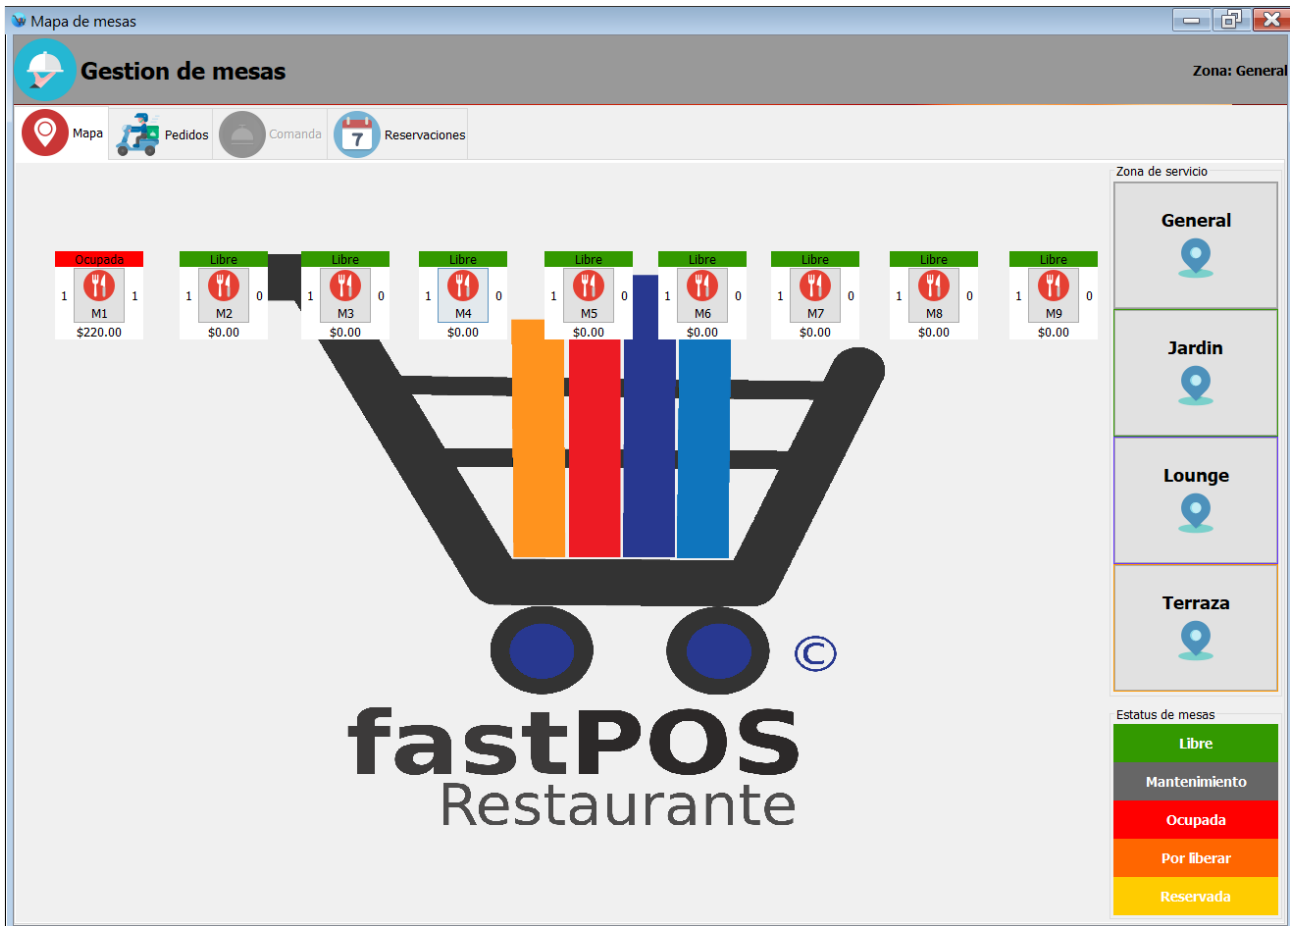 Mapa de mesas
Gestion de mesas
Zona: General
Mapa
Pedidos
Comanda
7
Reservaciones
Zona de servicio
General
Jardin
Lounge
Terraza
Ocupada Libre Libre Libre Libre Libre Libre Libre Libre
1 1 1 0 1 0 1 0 1 0 1 0 1 0 1 0 1 0
M1 M2 M3 M4 M5 M6 M7 M8 M9
$220.00 $0.00 $0.00 $0.00 $0.00 $0.00 $0.00 $0.00 $0.00
©
fastPOS
Restaurante
Estatus de mesas
Libre
Mantenimiento
Ocupada
Por liberar
Reservada